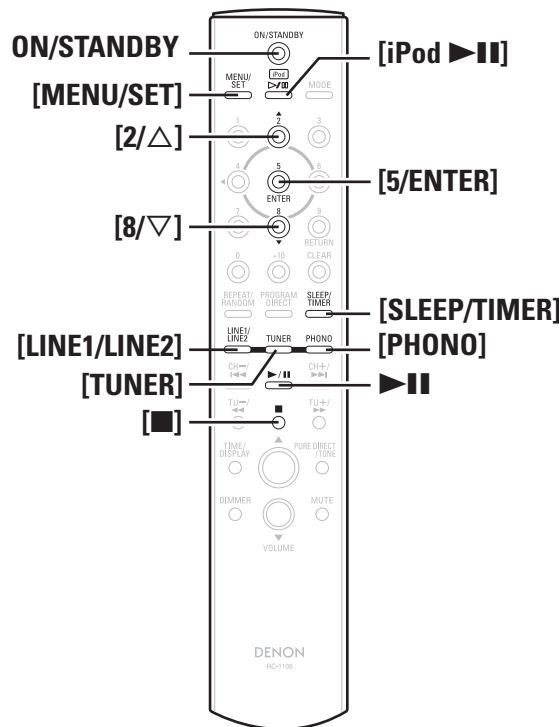 ON/STANDBY
[MENU/SET]
[2/△]
[8/▽]
[LINE1/LINE2]
[TUNER]
[■]
[iPod ►II]
[5/ENTER]
[SLEEP/TIMER]
[PHONO]
►II
ON/STANDBY
MENU/
SET
iPod
▷/II
MODE
1
2
3
4
5
6
ENTER
7
8
9
RETURN
0
+10
CLEAR
REPEAT/
RANDOM
PROGRAM
DIRECT
SLEEP/
TIMER
LINE1/
LINE2
TUNER
PHONO
CH−/
I◄◄
►/II
CH+/
►►I
TU−/
◄◄
■
TU+/
►►
TIME/
DISPLAY
PURE DIRECT
/TONE
DIMMER
MUTE
VOLUME
DENON
RC-1109